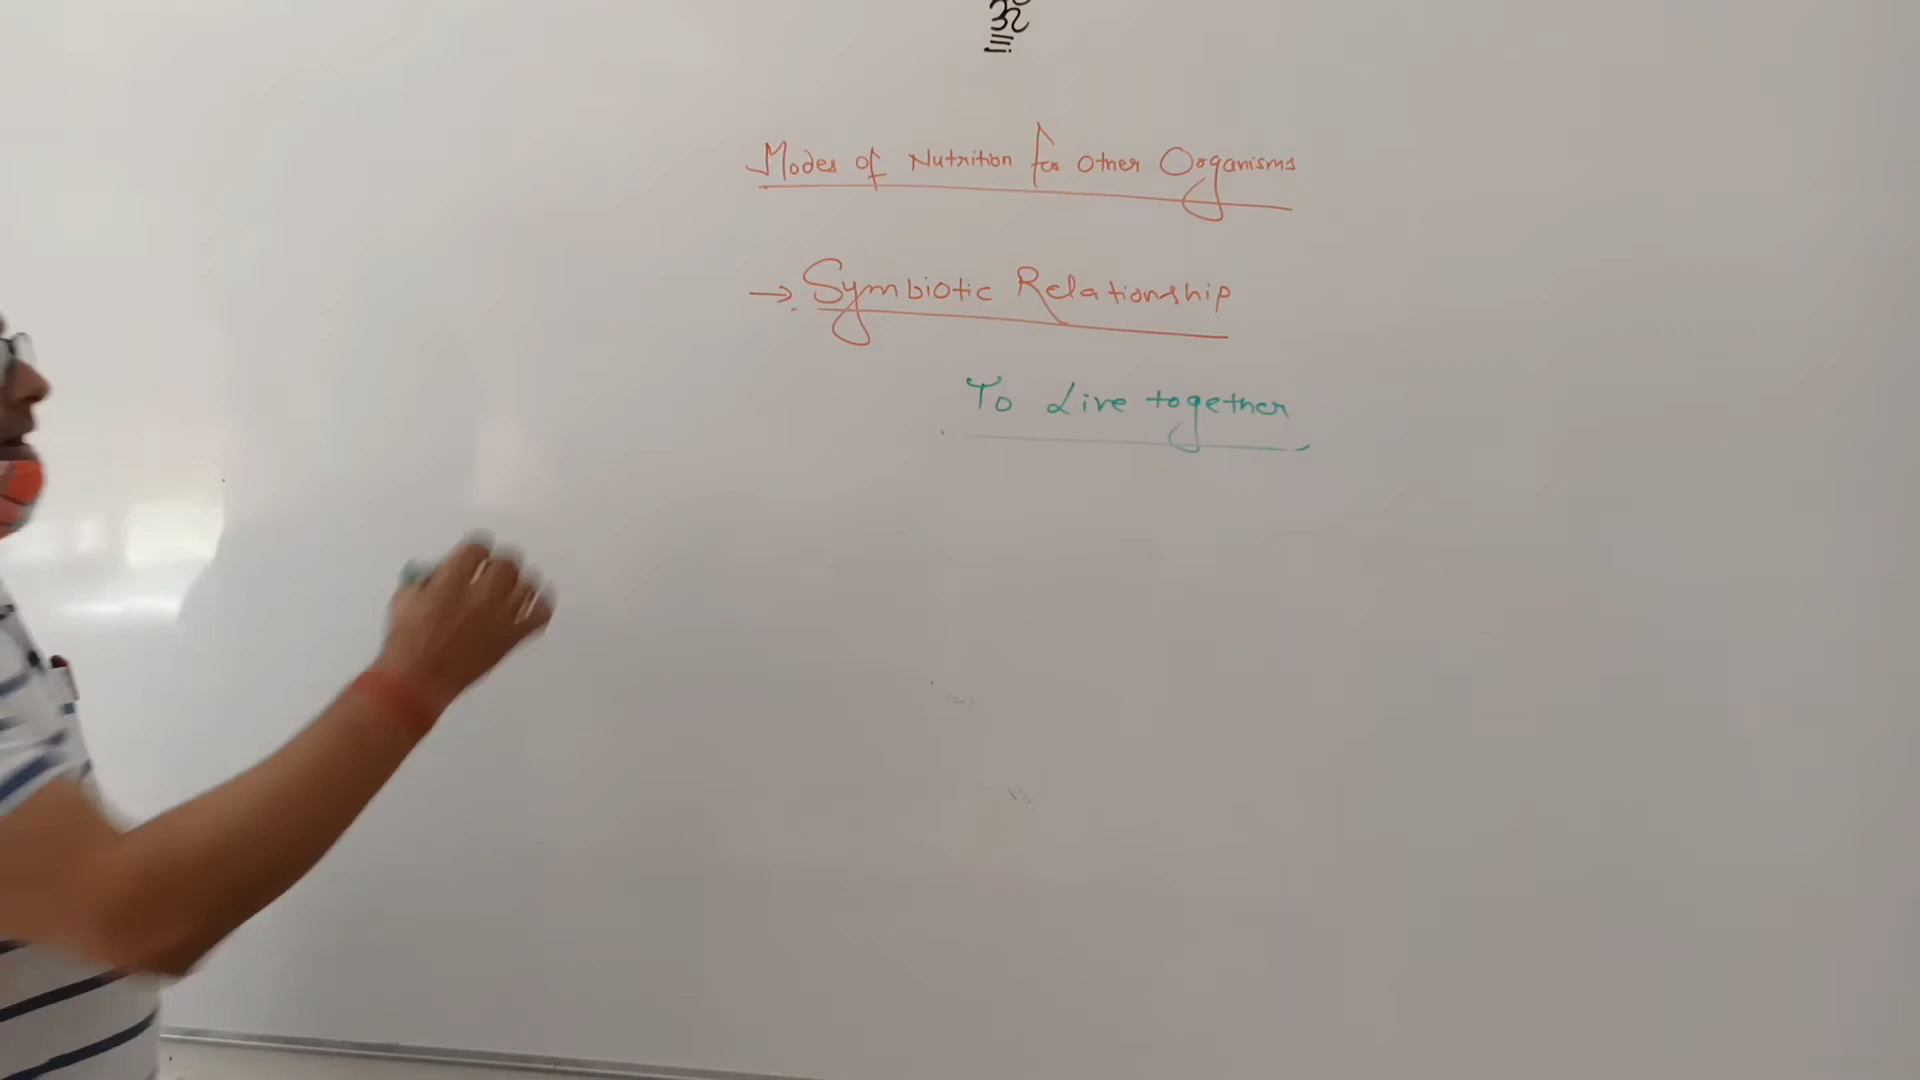 ॐ
Modes of Nutrition for Other Organisms
→ Symbiotic Relationship
To Live together